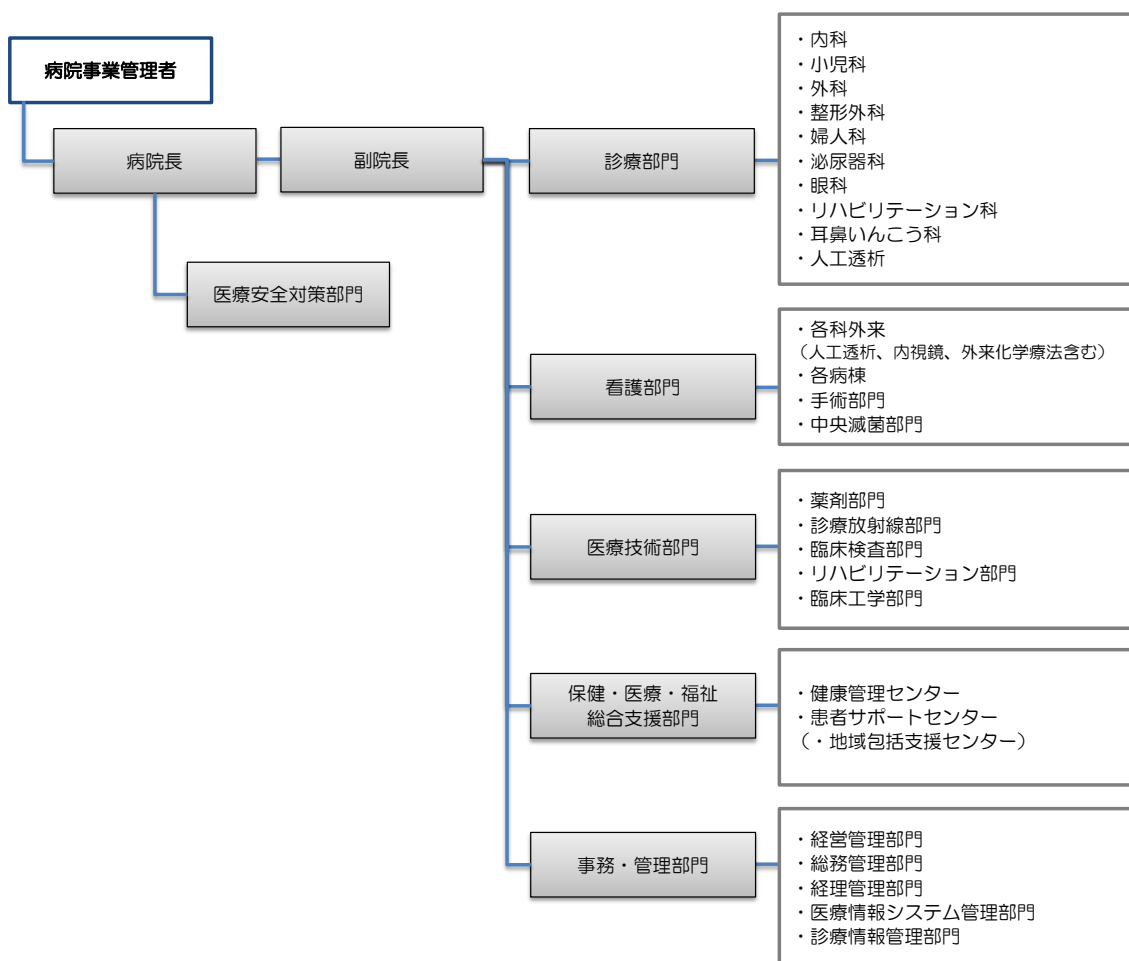 病院事業管理者
病院長
副院長
医療安全対策部門
診療部門
・内科
・小児科
・外科
・整形外科
・婦人科
・泌尿器科
・眼科
・リハビリテーション科
・耳鼻いんこう科
・人工透析
看護部門
・各科外来
（人工透析、内視鏡、外来化学療法含む）
・各病棟
・手術部門
・中央滅菌部門
医療技術部門
・薬剤部門
・診療放射線部門
・臨床検査部門
・リハビリテーション部門
・臨床工学部門
保健・医療・福祉
総合支援部門
・健康管理センター
・患者サポートセンター
（・地域包括支援センター）
事務・管理部門
・経営管理部門
・総務管理部門
・経理管理部門
・医療情報システム管理部門
・診療情報管理部門